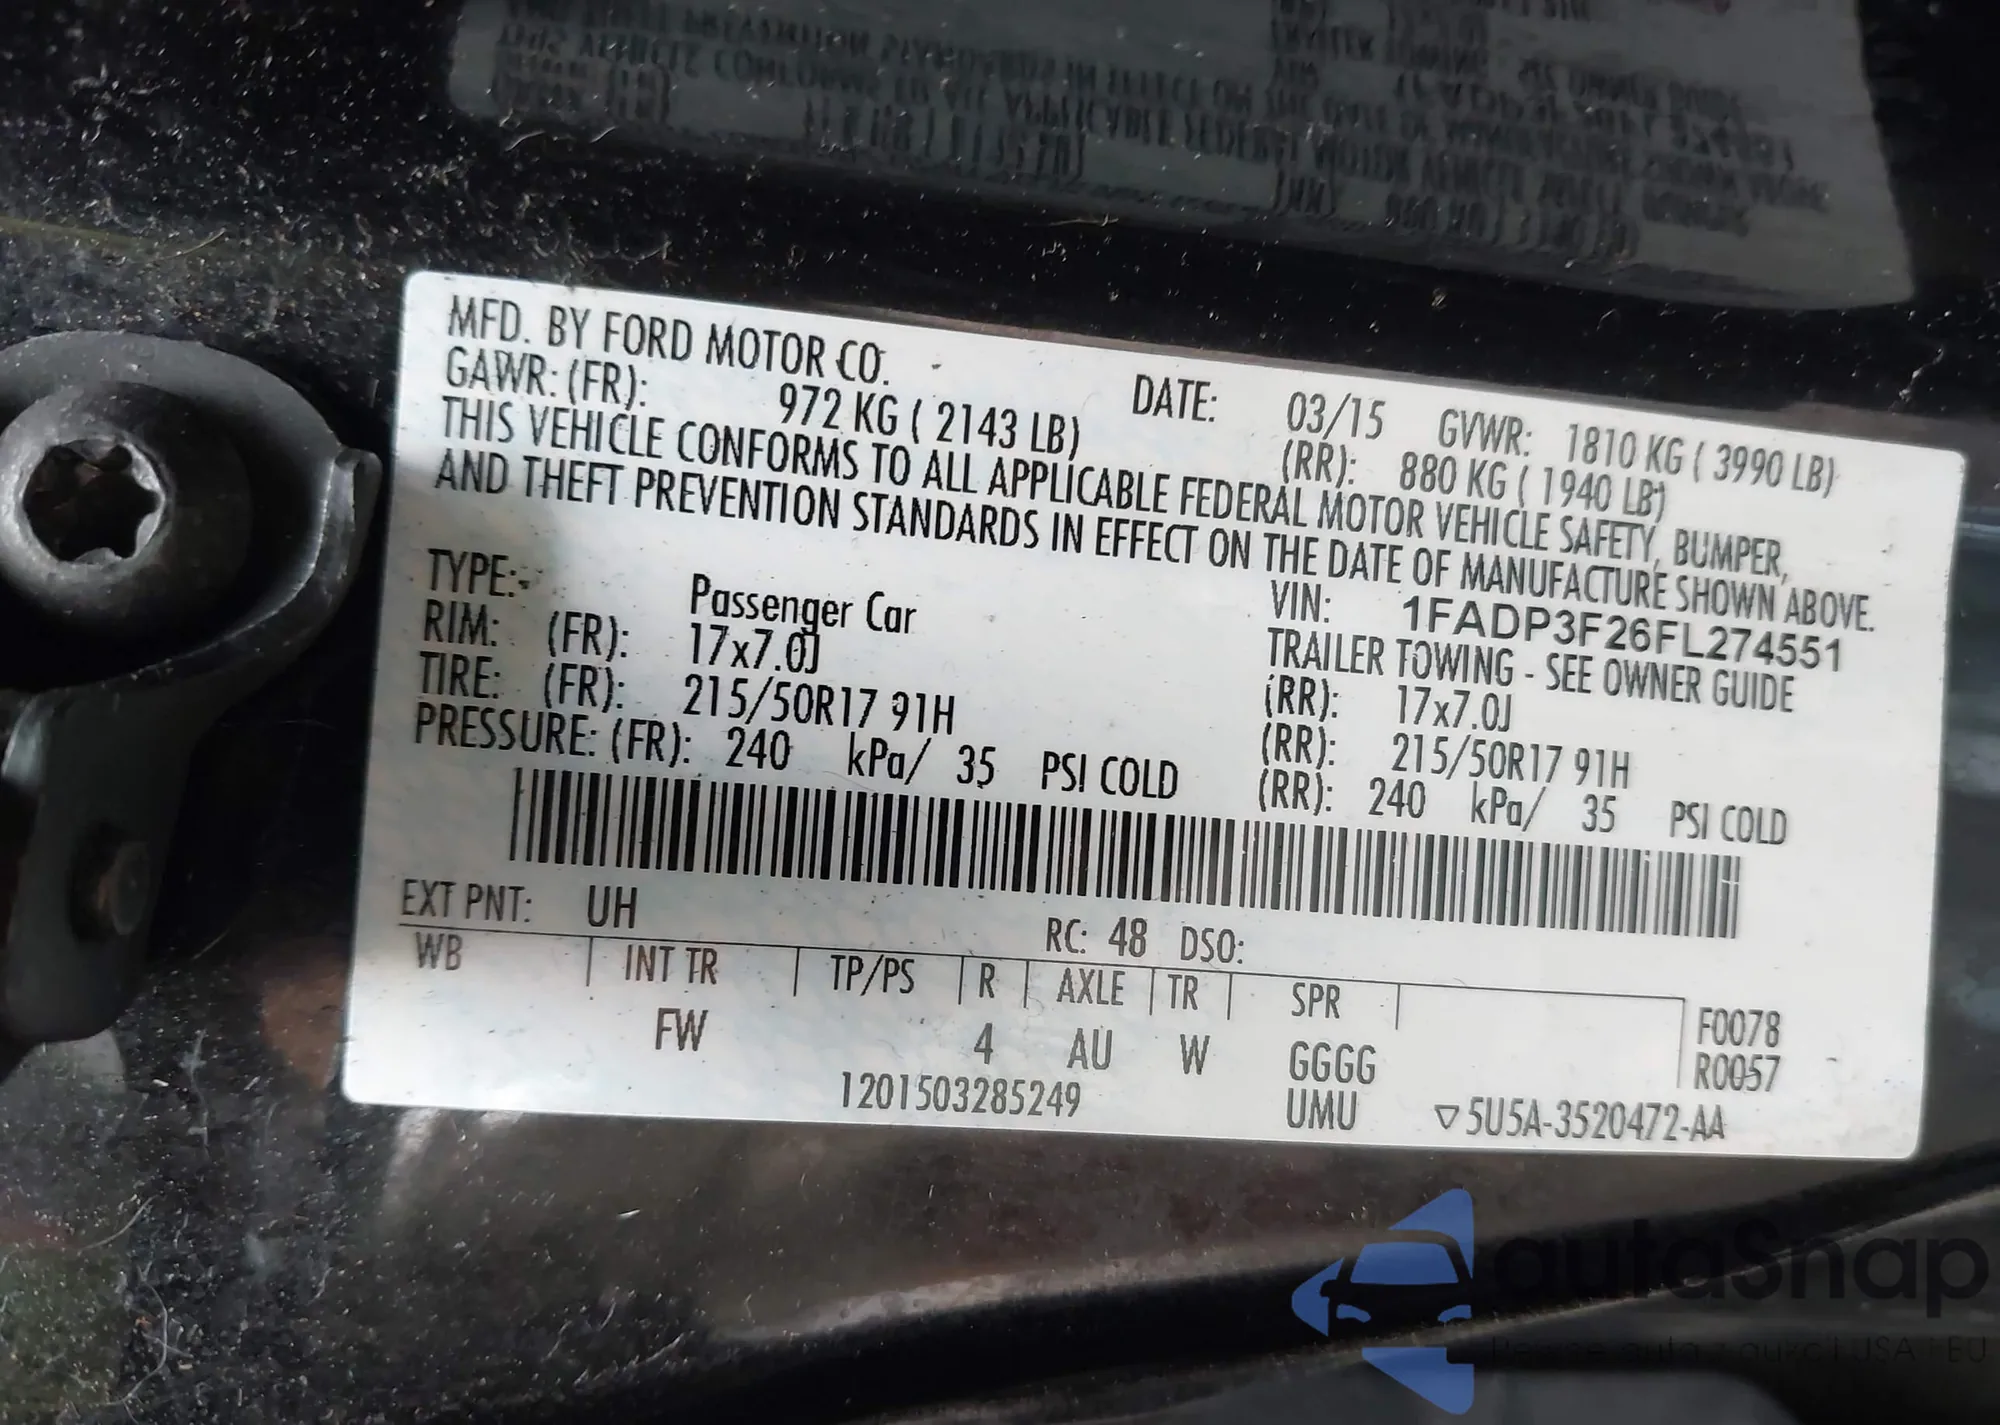 MFD. BY FORD MOTOR CO. DATE: 03/15 GVWR: 1810 KG ( 3990 LB)
GAWR: (FR): 972 KG ( 2143 LB) (RR): 880 KG ( 1940 LB)
THIS VEHICLE CONFORMS TO ALL APPLICABLE FEDERAL MOTOR VEHICLE SAFETY, BUMPER,
AND THEFT PREVENTION STANDARDS IN EFFECT ON THE DATE OF MANUFACTURE SHOWN ABOVE.
VIN: 1FADP3F26FL274551
TYPE: Passenger Car TRAILER TOWING - SEE OWNER GUIDE
RIM: (FR): 17x7.0J (RR): 17x7.0J
TIRE: (FR): 215/50R17 91H (RR): 215/50R17 91H
PRESSURE: (FR): 240 kPa/ 35 PSI COLD (RR): 240 kPa/ 35 PSI COLD
EXT PNT: UH RC: 48 DSO:
WB INT TR TP/PS R AXLE TR SPR F0078
FW 4 AU W GGGG R0057
1201503285249 UMU ▽5U5A-3520472-AA
autoSnap